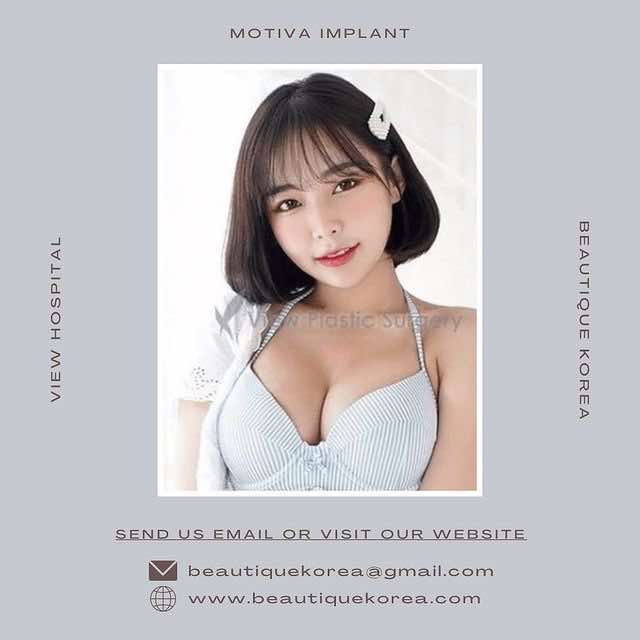 MOTIVA IMPLANT
VIEW HOSPITAL
View Plastic Surgery
BEAUTIQUE KOREA
SEND US EMAIL OR VISIT OUR WEBSITE
beautiquekorea@gmail.com
www.beautiquekorea.com